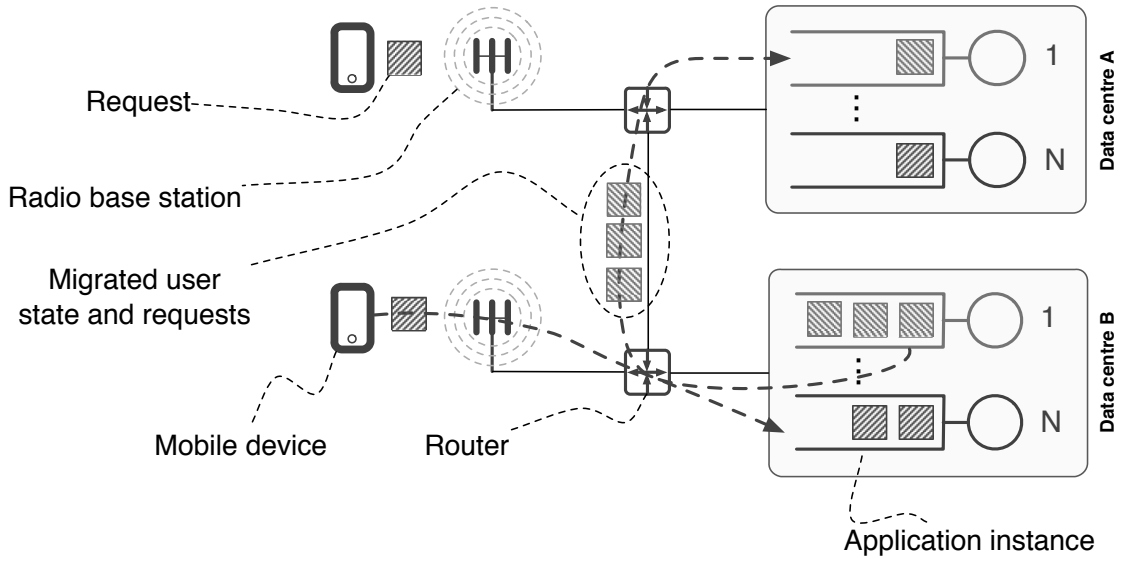 Request
Radio base station
Migrated user
state and requests
Mobile device
Router
1
N
Data centre A
1
N
Data centre B
Application instance